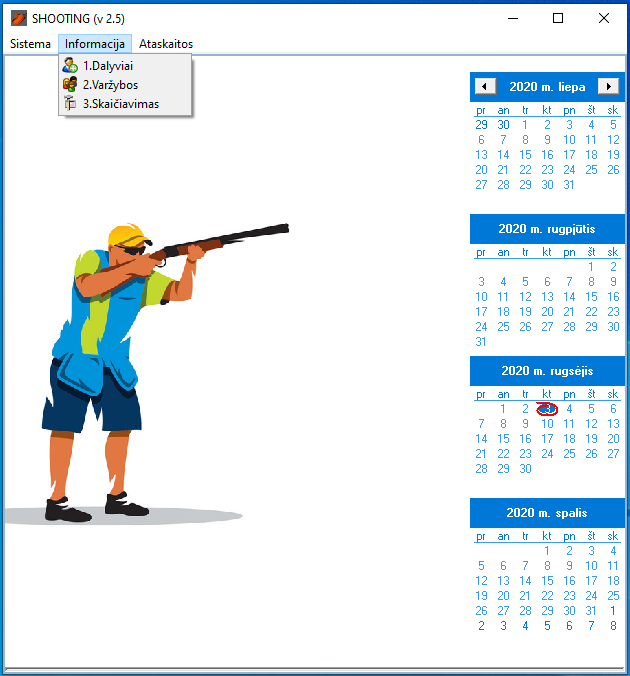 SHOOTING (v 2.5)
Sistema Informacija Ataskaitos
1.Dalyviai
2.Varžybos
3.Skaičiavimas
2020 m. liepa
pr an tr kt pn št sk
29 30 1 2 3 4 5
6 7 8 9 10 11 12
13 14 15 16 17 18 19
20 21 22 23 24 25 26
27 28 29 30 31
2020 m. rugpjūtis
pr an tr kt pn št sk
1 2
3 4 5 6 7 8 9
10 11 12 13 14 15 16
17 18 19 20 21 22 23
24 25 26 27 28 29 30
31
2020 m. rugsėjis
pr an tr kt pn št sk
1 2 3 4 5 6
7 8 9 10 11 12 13
14 15 16 17 18 19 20
21 22 23 24 25 26 27
28 29 30
2020 m. spalis
pr an tr kt pn št sk
1 2 3 4
5 6 7 8 9 10 11
12 13 14 15 16 17 18
19 20 21 22 23 24 25
26 27 28 29 30 31 1
2 3 4 5 6 7 8